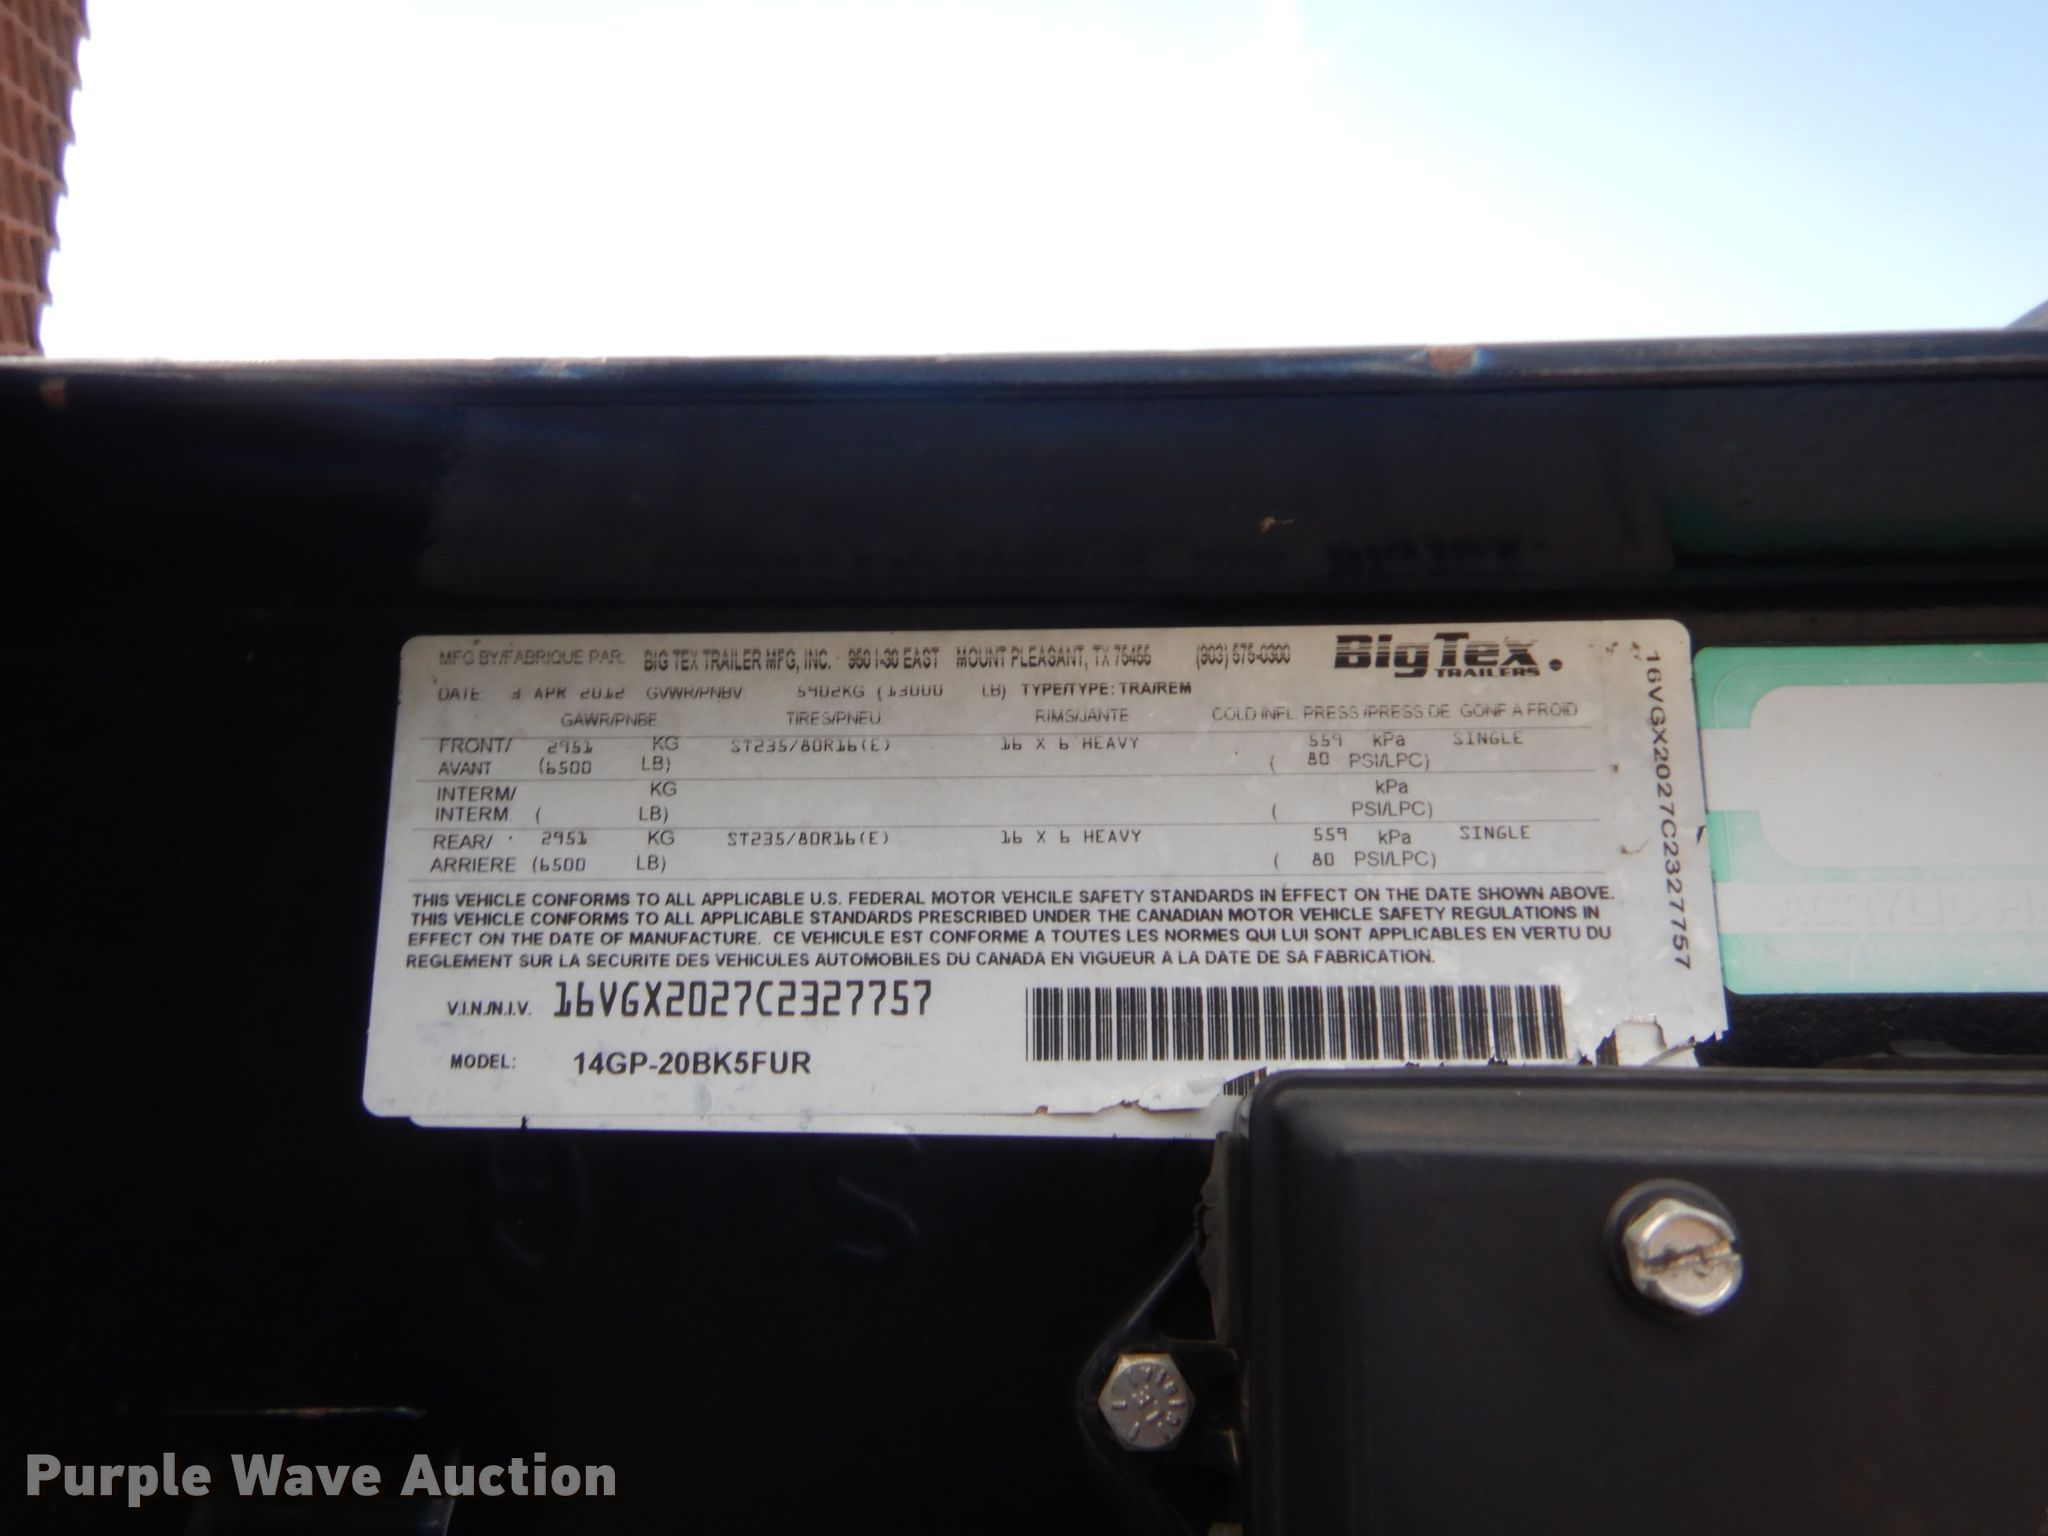 MFG BY/FABRIQUE PAR: BIG TEX TRAILER MFG, INC. 950 I-30 EAST MOUNT PLEASANT, TX 75455 (903) 575-0300 BigTex TRAILERS
DATE 3 APR 2012 GVWR/PNBV 5902KG (13000 LB) TYPE/TYPE: TRA/REM
GAWR/PNBE TIRES/PNEU RIMS/JANTE COLD INFL. PRESS/PRESS DE GONF A FROID
FRONT/ 2951 KG ST235/80R16(E) 16 X 6 HEAVY 559 kPa SINGLE
AVANT (6500 LB) ( 80 PSI/LPC)
INTERM/ KG kPa
INTERM. ( LB) ( PSI/LPC)
REAR/ 2951 KG ST235/80R16(E) 16 X 6 HEAVY 559 kPa SINGLE
ARRIERE (6500 LB) ( 80 PSI/LPC)
THIS VEHICLE CONFORMS TO ALL APPLICABLE U.S. FEDERAL MOTOR VEHCILE SAFETY STANDARDS IN EFFECT ON THE DATE SHOWN ABOVE.
THIS VEHICLE CONFORMS TO ALL APPLICABLE STANDARDS PRESCRIBED UNDER THE CANADIAN MOTOR VEHICLE SAFETY REGULATIONS IN
EFFECT ON THE DATE OF MANUFACTURE. CE VEHICULE EST CONFORME A TOUTES LES NORMES QUI LUI SONT APPLICABLES EN VERTU DU
REGLEMENT SUR LA SECURITE DES VEHICULES AUTOMOBILES DU CANADA EN VIGUEUR A LA DATE DE SA FABRICATION.
V.I.N./N.I.V. 16VGX2027C2327757
MODEL: 14GP-20BK5FUR
16VGX2027C2327757
Purple Wave Auction